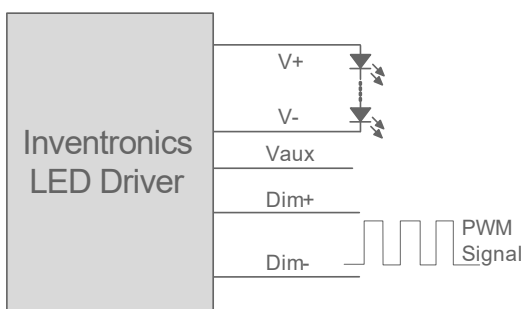 V+
V-
Inventronics
LED Driver
Vaux
Dim+
PWM
Signal
Dim-